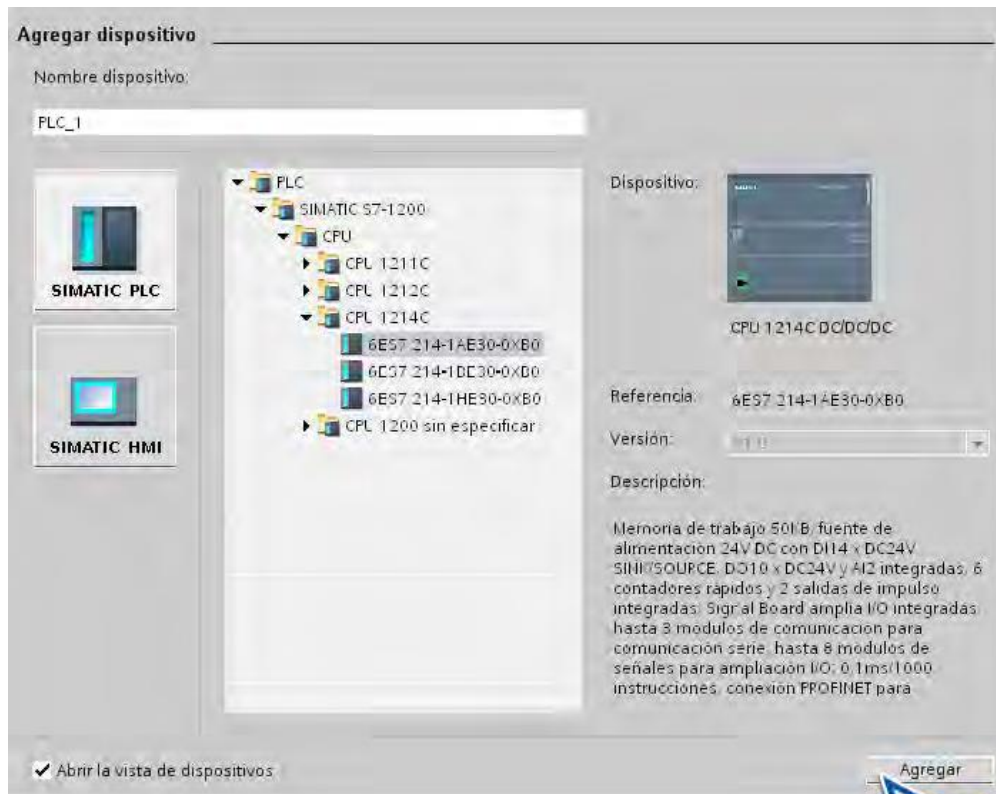 Agregar dispositivo
Nombre dispositivo:
PLC_1
SIMATIC PLC
SIMATIC HMI
PLC
SIMATIC S7-1200
CPU
CPU 1211C
CPU 1212C
CPU 1214C
6ES7 214-1AE30-0XB0
6ES7 214-1BE30-0XB0
6ES7 214-1HE30-0XB0
CPU 1200 sin especificar
Dispositivo:
CPU 1214C DC/DC/DC
Referencia:
6ES7 214-1AE30-0XB0
Versión:
Descripción:
Memoria de trabajo 50KB; fuente de
alimentación 24V DC con DI14 x DC24V
SINK/SOURCE, DQ10 x DC24V y AI2 integradas; 6
contadores rápidos y 2 salidas de impulso
integradas; Signal Board amplia I/O integradas;
hasta 3 módulos de comunicación para
comunicación serie; hasta 8 módulos de
señales para ampliación I/O; 0,1ms/1000
instrucciones; conexión PROFINET para
Abrir la vista de dispositivos
Agregar